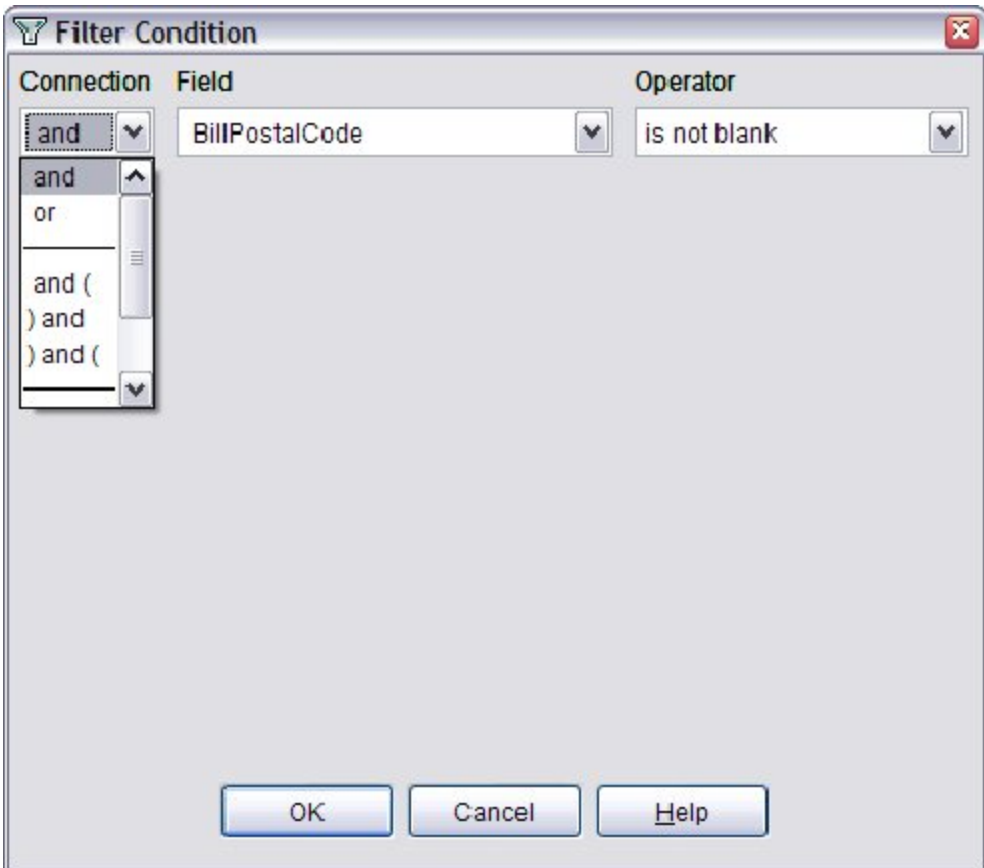 Filter Condition
Connection Field Operator
and BillPostalCode is not blank
and
or
and (
) and
) and (
OK Cancel Help